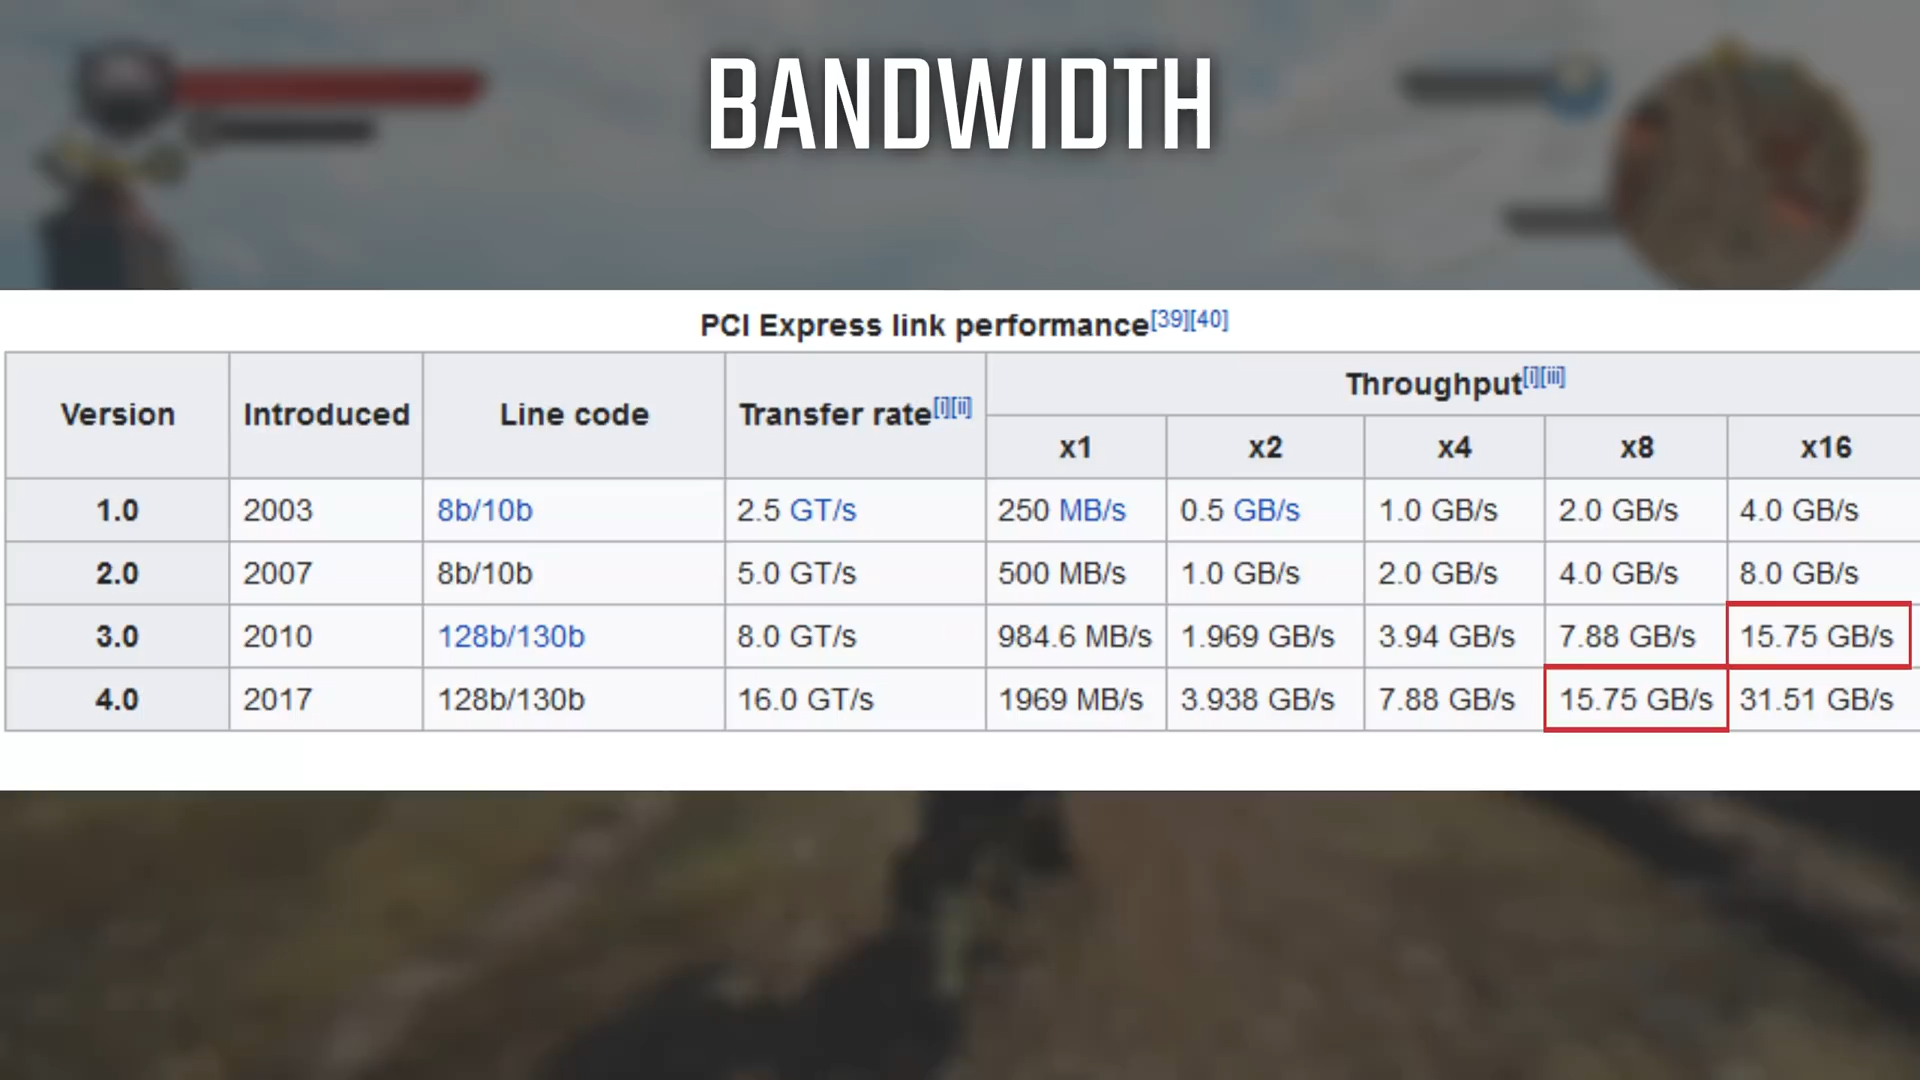 BANDWIDTH
PCI Express link performance[39][40]
Version Introduced Line code Transfer rate[i][ii] Throughput[i][iii]
x1 x2 x4 x8 x16
1.0 2003 8b/10b 2.5 GT/s 250 MB/s 0.5 GB/s 1.0 GB/s 2.0 GB/s 4.0 GB/s
2.0 2007 8b/10b 5.0 GT/s 500 MB/s 1.0 GB/s 2.0 GB/s 4.0 GB/s 8.0 GB/s
3.0 2010 128b/130b 8.0 GT/s 984.6 MB/s 1.969 GB/s 3.94 GB/s 7.88 GB/s 15.75 GB/s
4.0 2017 128b/130b 16.0 GT/s 1969 MB/s 3.938 GB/s 7.88 GB/s 15.75 GB/s 31.51 GB/s